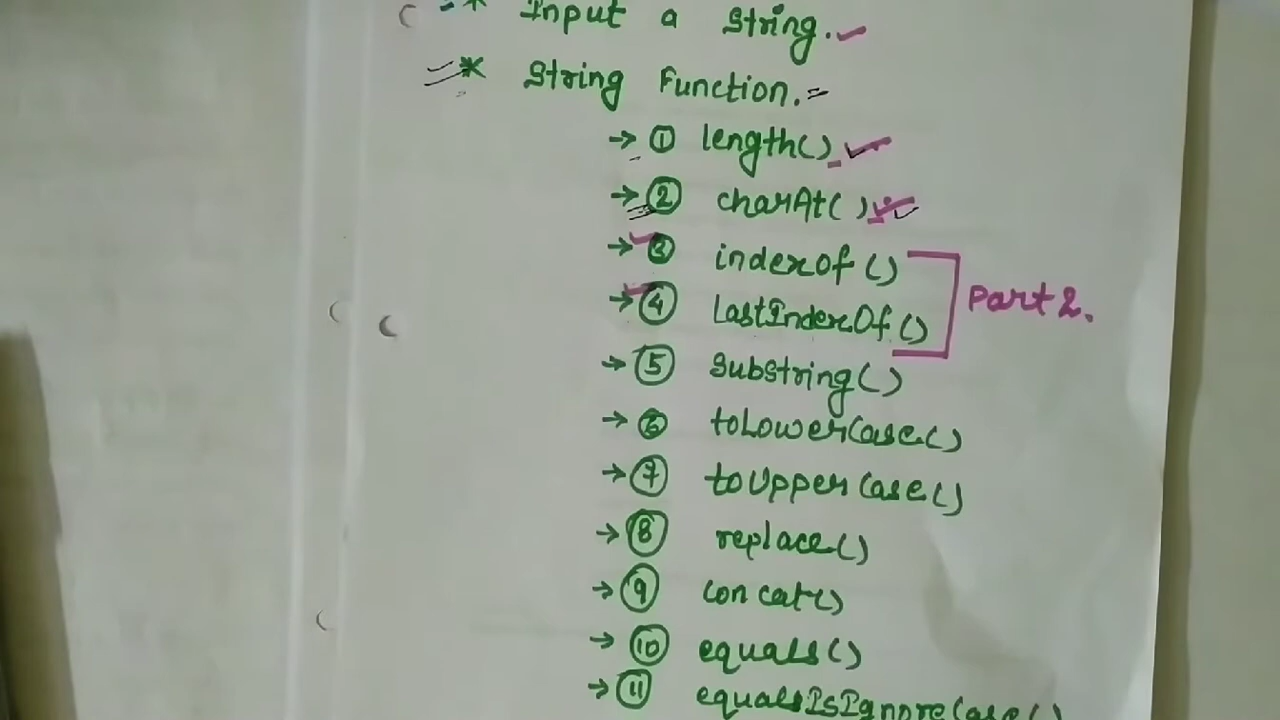 * Input a String.
* String Function.
→ ① length()
→ ② charAt()
→ ③ indexOf()
→ ④ LastIndexOf()
Part 2.
→ ⑤ SubString()
→ ⑥ toLowerCase()
→ ⑦ toUpperCase()
→ ⑧ replace()
→ ⑨ concat()
→ ⑩ equals()
→ ⑪ equalsIsIgnoreCase()